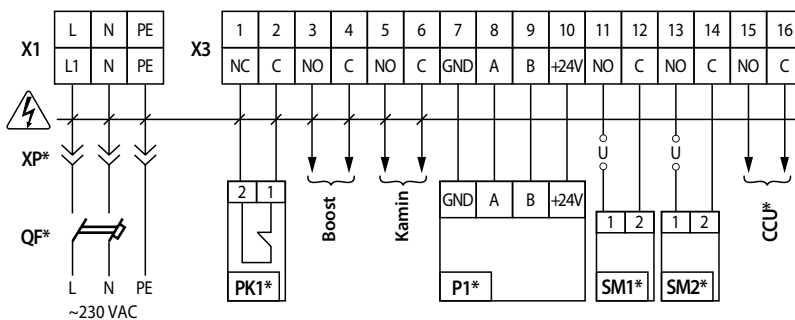 X1 L N PE X3 1 2 3 4 5 6 7 8 9 10 11 12 13 14 15 16
L1 N PE NC C NO C NO C GND A B +24V NO C NO C NO C
XP*
U U
2 1 Boost Kamin GND A B +24V 1 2 1 2 CCU*
QF*
L N PE PK1* P1* SM1* SM2*
~230 VAC